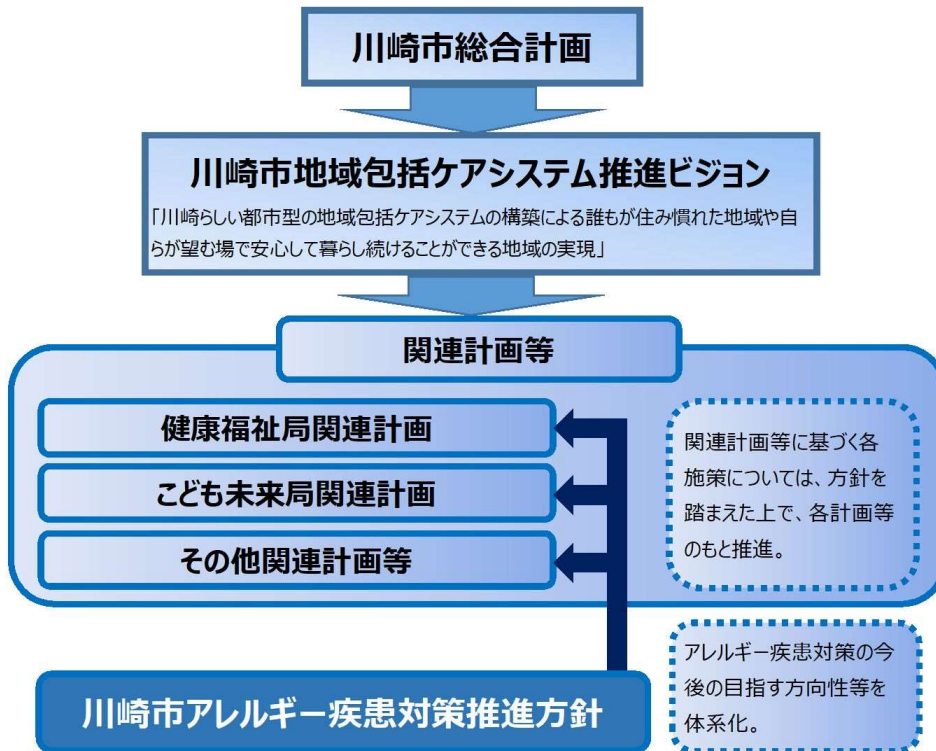 川崎市総合計画
川崎市地域包括ケアシステム推進ビジョン
「川崎らしい都市型の地域包括ケアシステムの構築による誰もが住み慣れた地域や自
らが望む場で安心して暮らし続けることができる地域の実現」
関連計画等
健康福祉局関連計画
こども未来局関連計画
その他関連計画等
関連計画等に基づく各
施策については、方針を
踏まえた上で、各計画等
のもと推進。
川崎市アレルギー疾患対策推進方針
アレルギー疾患対策の今
後の目指す方向性等を
体系化。